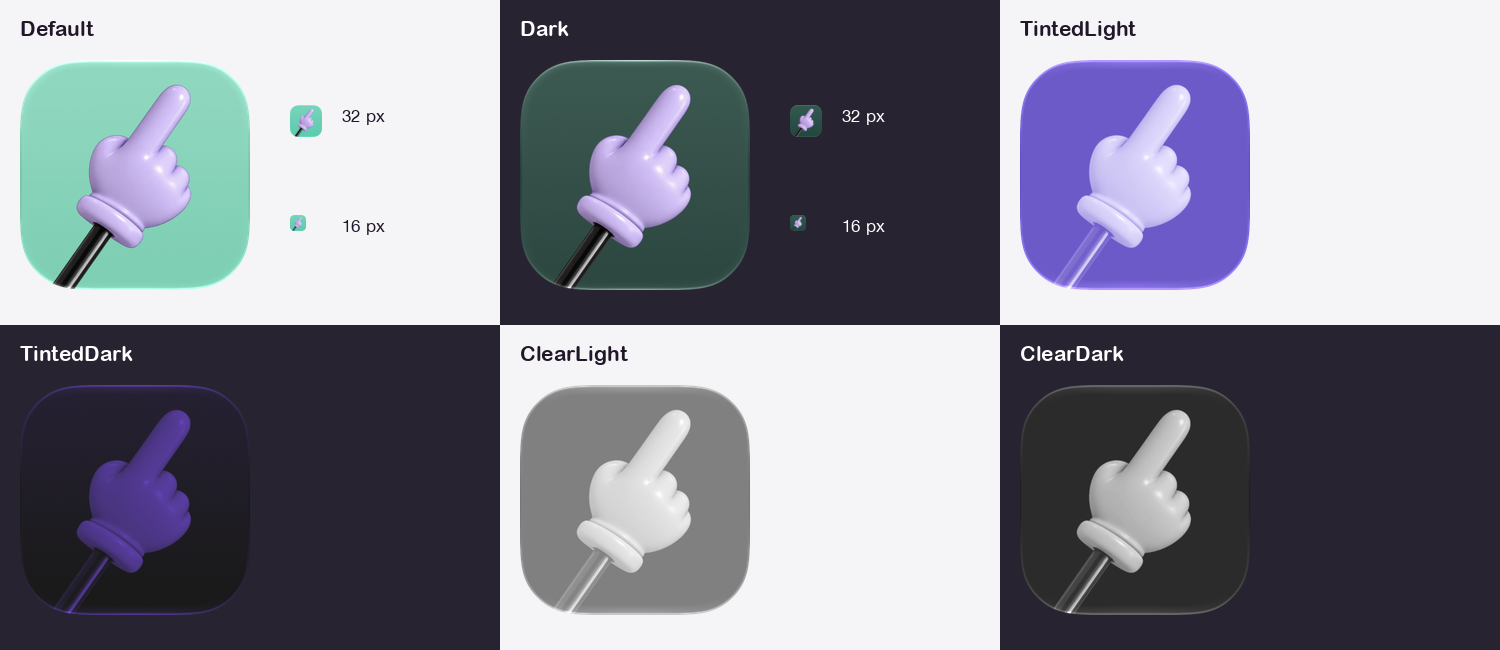 Default
32 px
16 px
Dark
32 px
16 px
TintedLight
TintedDark
ClearLight
ClearDark